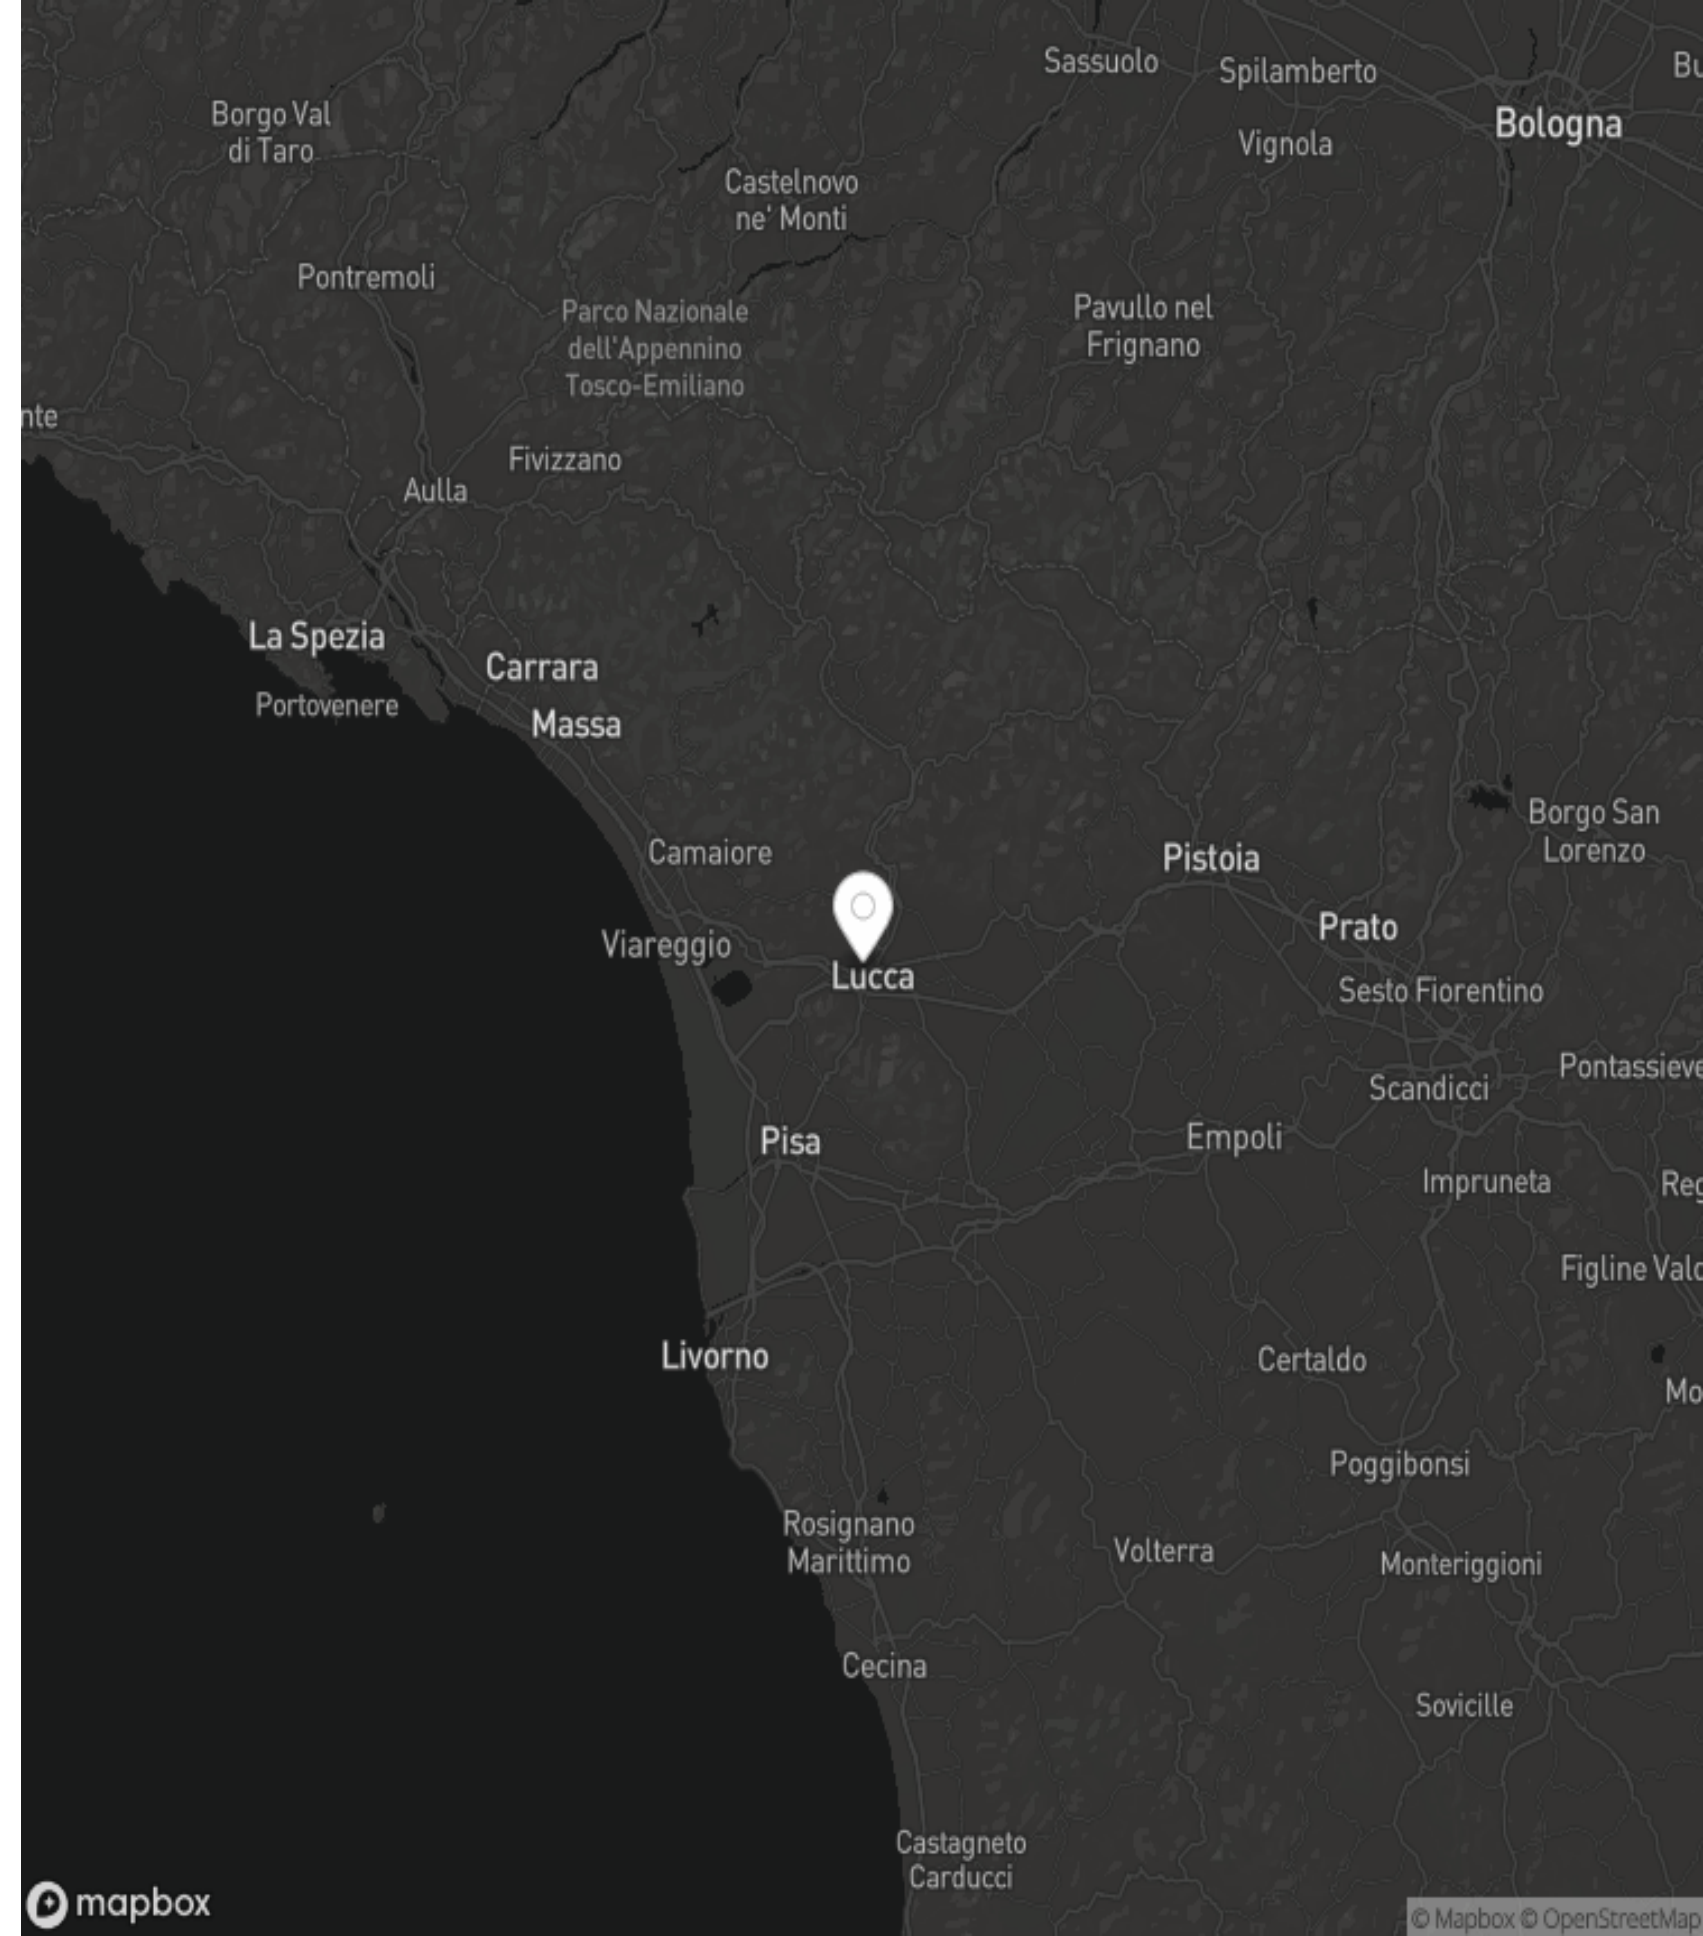 Sassuolo
Spilamberto
Bu
Borgo Val
di Taro
Bologna
Vignola
Castelnovo
ne' Monti
Pontremoli
Parco Nazionale
dell'Appennino
Tosco-Emiliano
Pavullo nel
Frignano
nte
Fivizzano
Aulla
La Spezia
Carrara
Portovenere
Massa
Borgo San
Lorenzo
Camaiore
Pistoia
Viareggio
Prato
Lucca
Sesto Fiorentino
Pontassieve
Scandicci
Pisa
Empoli
Impruneta
Reg
Figline Vald
Livorno
Certaldo
Mo
Poggibonsi
Rosignano
Marittimo
Volterra
Monteriggioni
Cecina
Sovicille
Castagneto
Carducci
mapbox
© Mapbox © OpenStreetMap